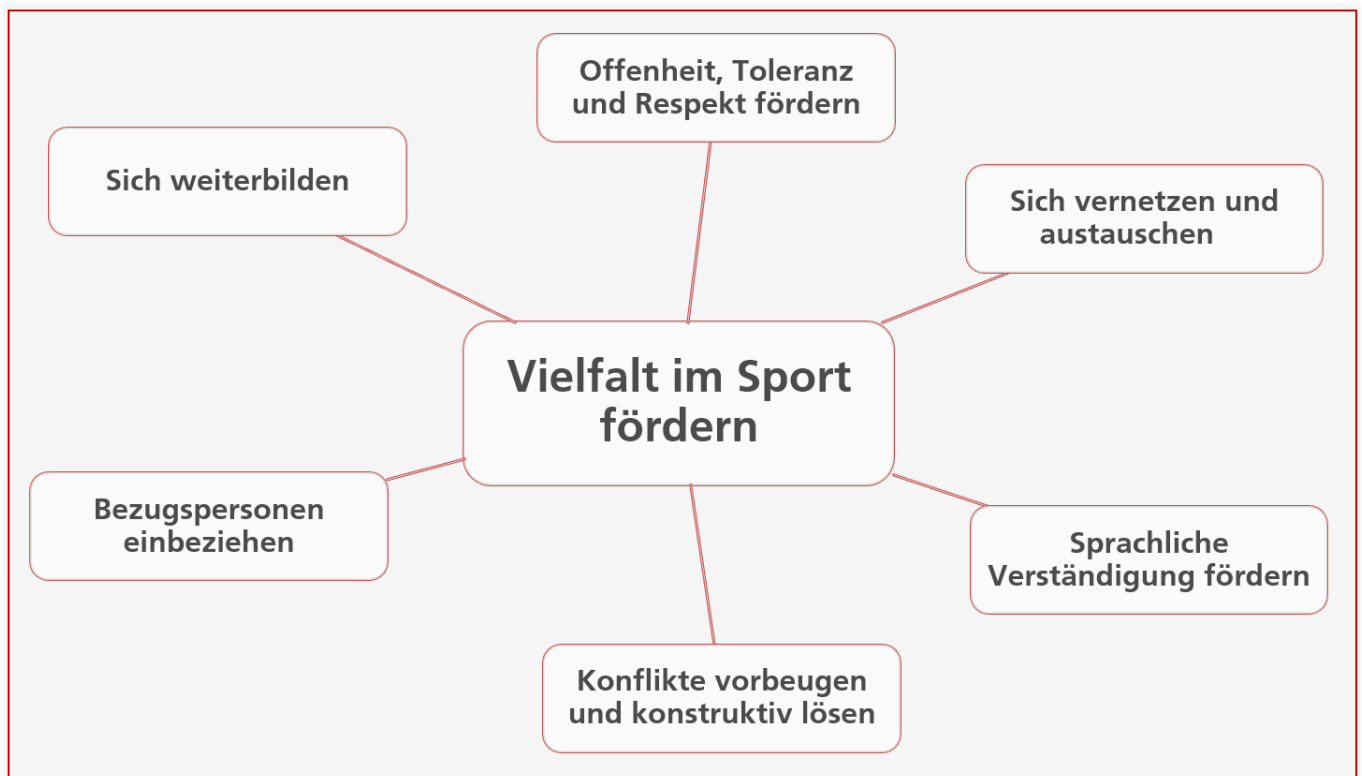 Offenheit, Toleranz
und Respekt fördern
Sich weiterbilden
Sich vernetzen und
austauschen
Vielfalt im Sport
fördern
Bezugspersonen
einbeziehen
Sprachliche
Verständigung fördern
Konflikte vorbeugen
und konstruktiv lösen